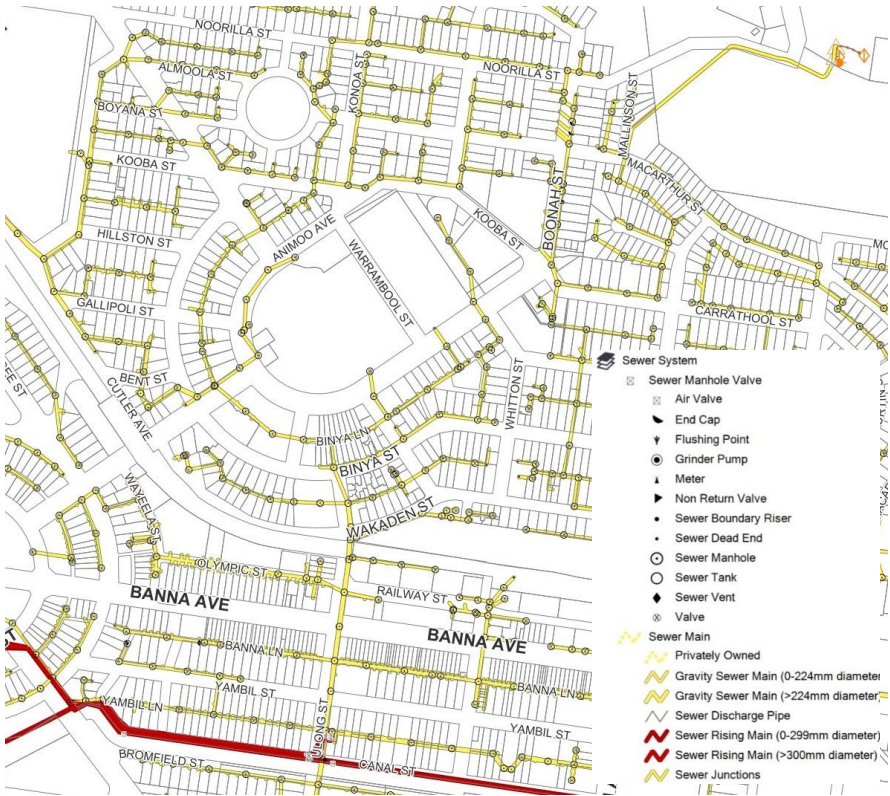 NOORILLA ST
ALMOOLA ST
KONOA ST
NOORILLA ST
BOYANA ST
MALLINSON ST
KOOBA ST
MACARTHUR ST
BOONAH ST
KOOBA ST
HILLSTON ST
ANIMOO AVE
WARRAMBOOL ST
GALLIPOLI ST
CARRATHOOL ST
BENT ST
CUTLER AVE
WHITTON ST
BINYA LN
BINYA ST
WAYEELA ST
WAKADEN ST
OLYMPIC ST
BANNA AVE
RAILWAY ST
BANNA AVE
BANNA LN
BANNA LN
YAMBIL ST
YAMBIL LN
ULONG ST
YAMBIL ST
BROMFIELD ST
CANAL ST
Sewer System
Sewer Manhole Valve
Air Valve
End Cap
Flushing Point
Grinder Pump
Meter
Non Return Valve
Sewer Boundary Riser
Sewer Dead End
Sewer Manhole
Sewer Tank
Sewer Vent
Valve
Sewer Main
Privately Owned
Gravity Sewer Main (0-224mm diameter
Gravity Sewer Main (>224mm diameter
Sewer Discharge Pipe
Sewer Rising Main (0-299mm diameter)
Sewer Rising Main (>300mm diameter)
Sewer Junctions